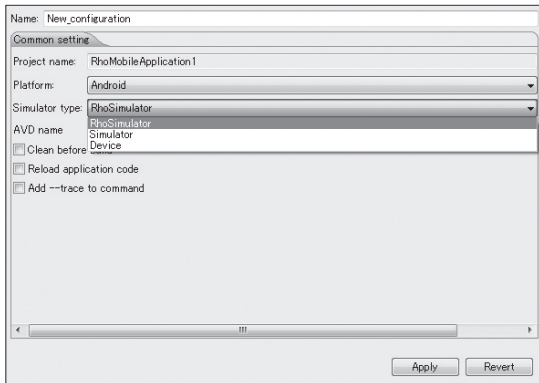 Name: New_configuration
Common setting
Project name: RhoMobileApplication1
Platform: Android
Simulator type: RhoSimulator
RhoSimulator
AVD name
Simulator
Clean before
Device
Reload application code
Add --trace to command
Apply Revert